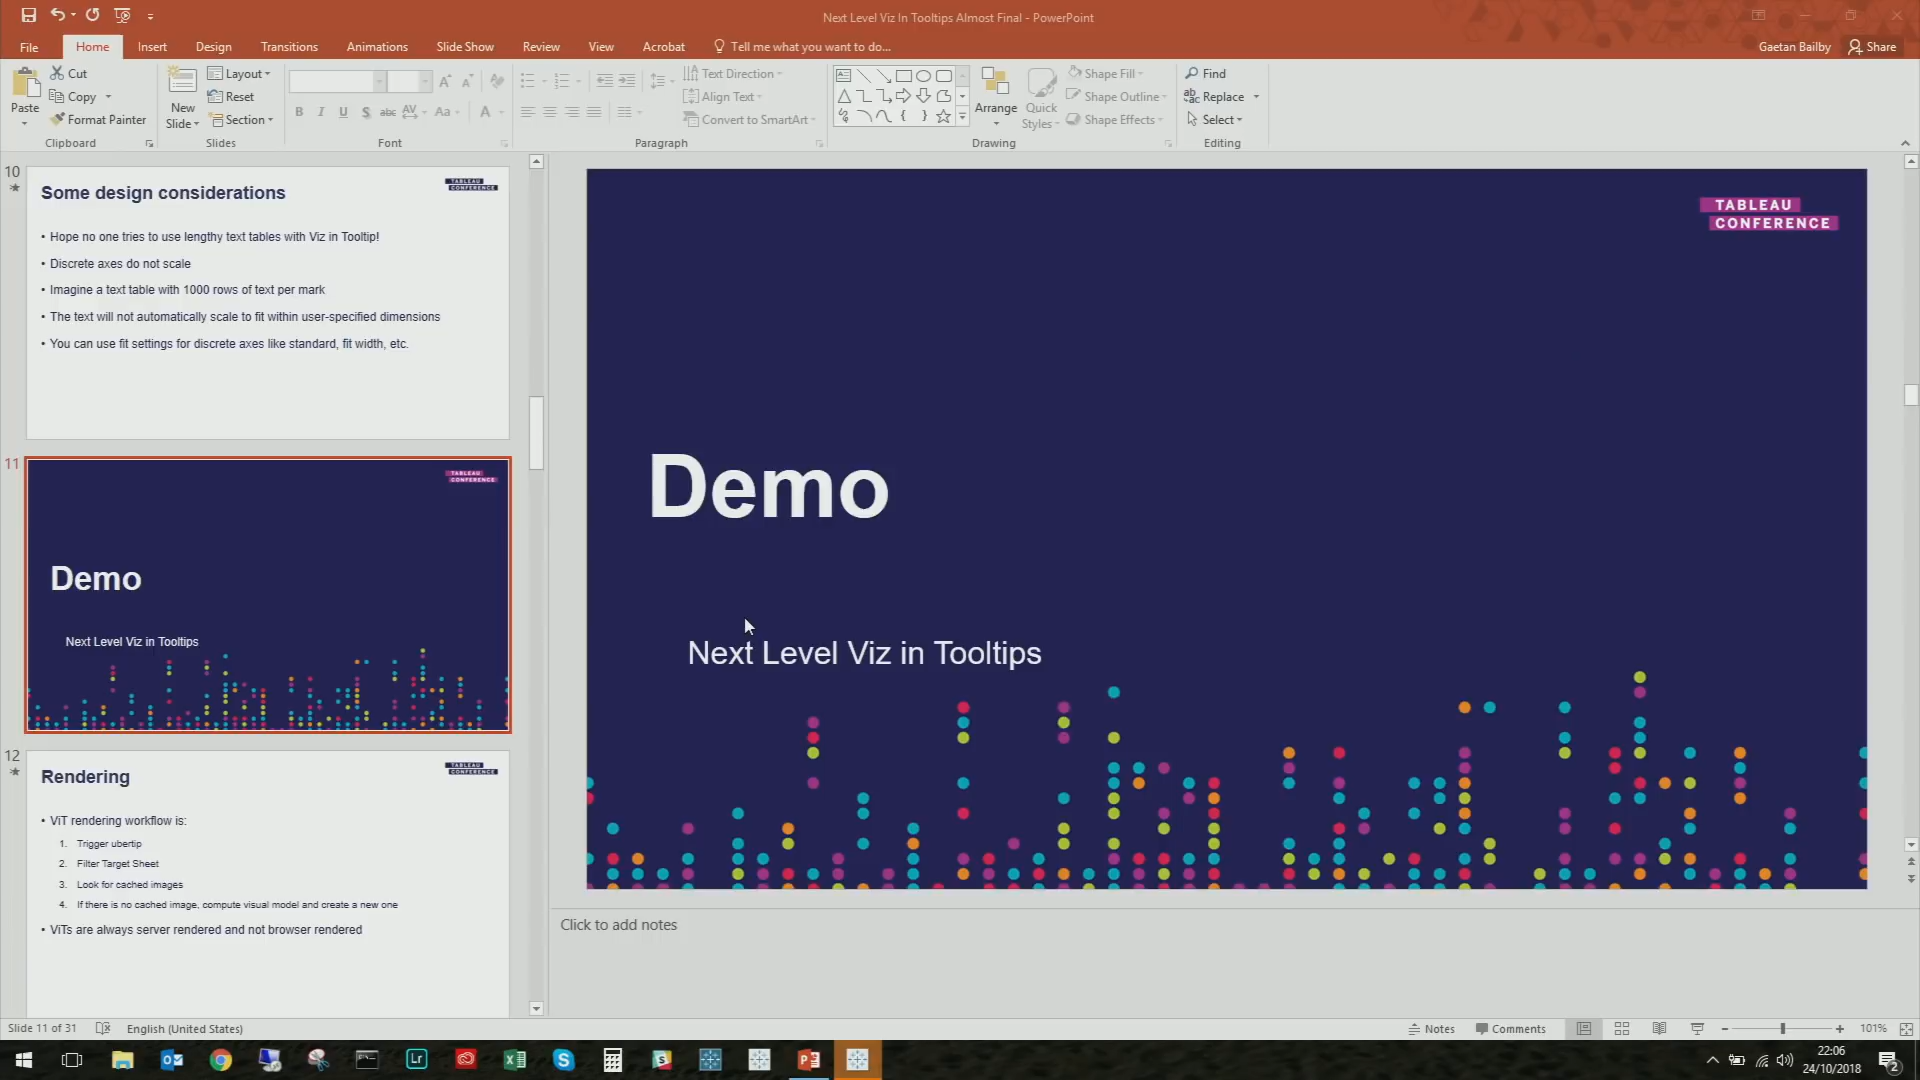 Next Level Viz In Tooltips Almost Final - PowerPoint
File Home Insert Design Transitions Animations Slide Show Review View Acrobat Tell me what you want to do... Gaetan Bailby Share
Paste
Cut
Copy
Format Painter
Clipboard
New
Slide
Layout
Reset
Section
Slides
B I U S abc AV Aa A
Font
Text Direction
Align Text
Convert to SmartArt
Paragraph
Arrange
Quick
Styles
Shape Fill
Shape Outline
Shape Effects
Drawing
Find
Replace
Select
Editing
10
Some design considerations
TABLEAU
CONFERENCE
• Hope no one tries to use lengthy text tables with Viz in Tooltip!
• Discrete axes do not scale
• Imagine a text table with 1000 rows of text per mark
• The text will not automatically scale to fit within user-specified dimensions
• You can use fit settings for discrete axes like standard, fit width, etc.
11
TABLEAU
CONFERENCE
Demo
Next Level Viz in Tooltips
12
Rendering
TABLEAU
CONFERENCE
• ViT rendering workflow is:
1. Trigger ubertip
2. Filter Target Sheet
3. Look for cached images
4. If there is no cached image, compute visual model and create a new one
• ViTs are always server rendered and not browser rendered
TABLEAU
CONFERENCE
Demo
Next Level Viz in Tooltips
Click to add notes
Slide 11 of 31 English (United States) Notes Comments 101%
22:06
24/10/2018
2